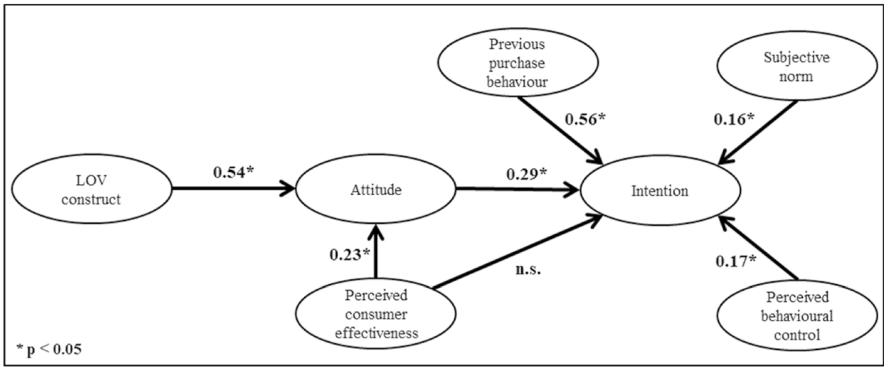 Previous
purchase
behaviour
Subjective
norm
0.56*
0.16*
LOV
construct
0.54*
Attitude
0.29*
Intention
0.23*
n.s.
0.17*
Perceived
consumer
effectiveness
Perceived
behavioural
control
* p < 0.05